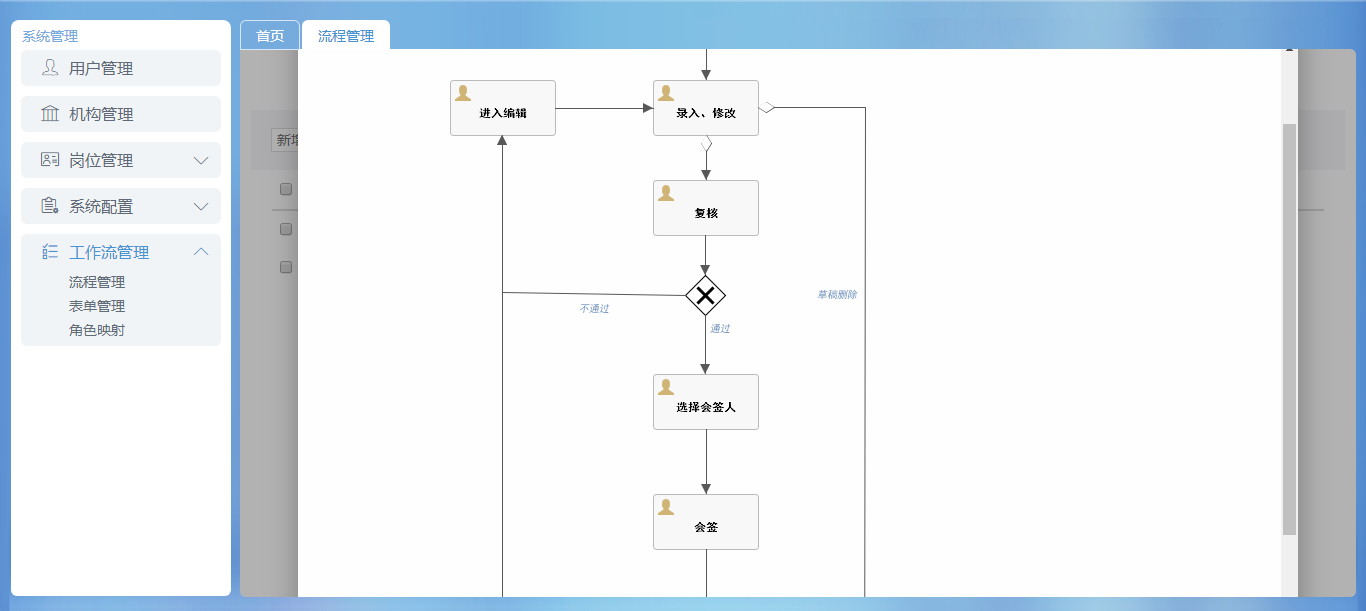 系统管理
首页
流程管理
用户管理
机构管理
岗位管理
系统配置
工作流管理
流程管理
表单管理
角色映射
新增
进入编辑
录入、修改
复核
不通过
草稿删除
通过
选择会签人
会签